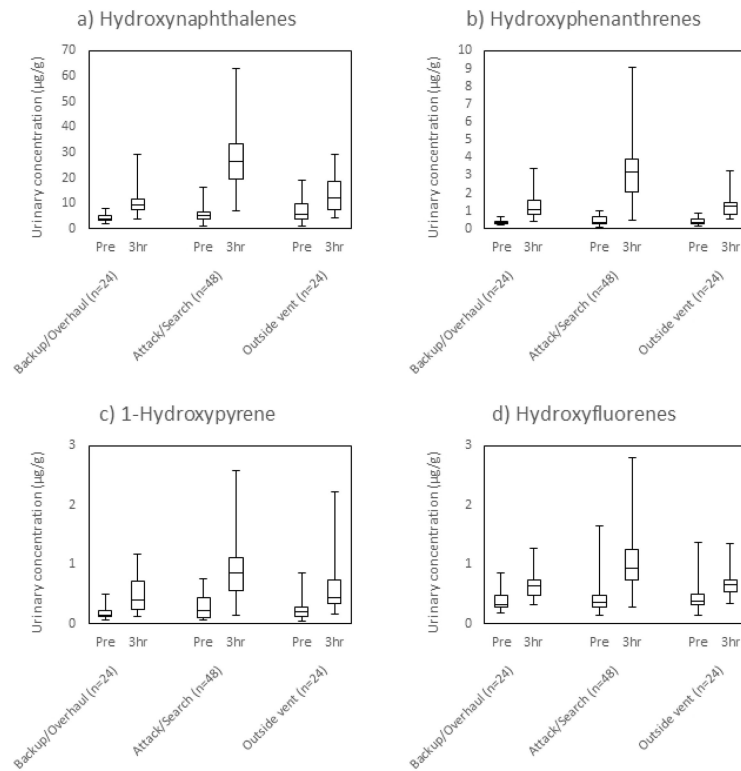 a) Hydroxynaphthalenes
Urinary concentration (µg/g)
70
60
50
40
30
20
10
0
Pre 3hr Pre 3hr Pre 3hr
Backup/Overhaul (n=24)
Attack/Search (n=48)
Outside vent (n=24)
b) Hydroxyphenanthrenes
Urinary concentration (µg/g)
10
9
8
7
6
5
4
3
2
1
0
Pre 3hr Pre 3hr Pre 3hr
Backup/Overhaul (n=24)
Attack/Search (n=48)
Outside vent (n=24)
c) 1-Hydroxypyrene
Urinary concentration (µg/g)
3
2
1
0
Pre 3hr Pre 3hr Pre 3hr
Backup/Overhaul (n=24)
Attack/Search (n=48)
Outside vent (n=24)
d) Hydroxyfluorenes
Urinary concentration (µg/g)
3
2
1
0
Pre 3hr Pre 3hr Pre 3hr
Backup/Overhaul (n=24)
Attack/Search (n=48)
Outside vent (n=24)